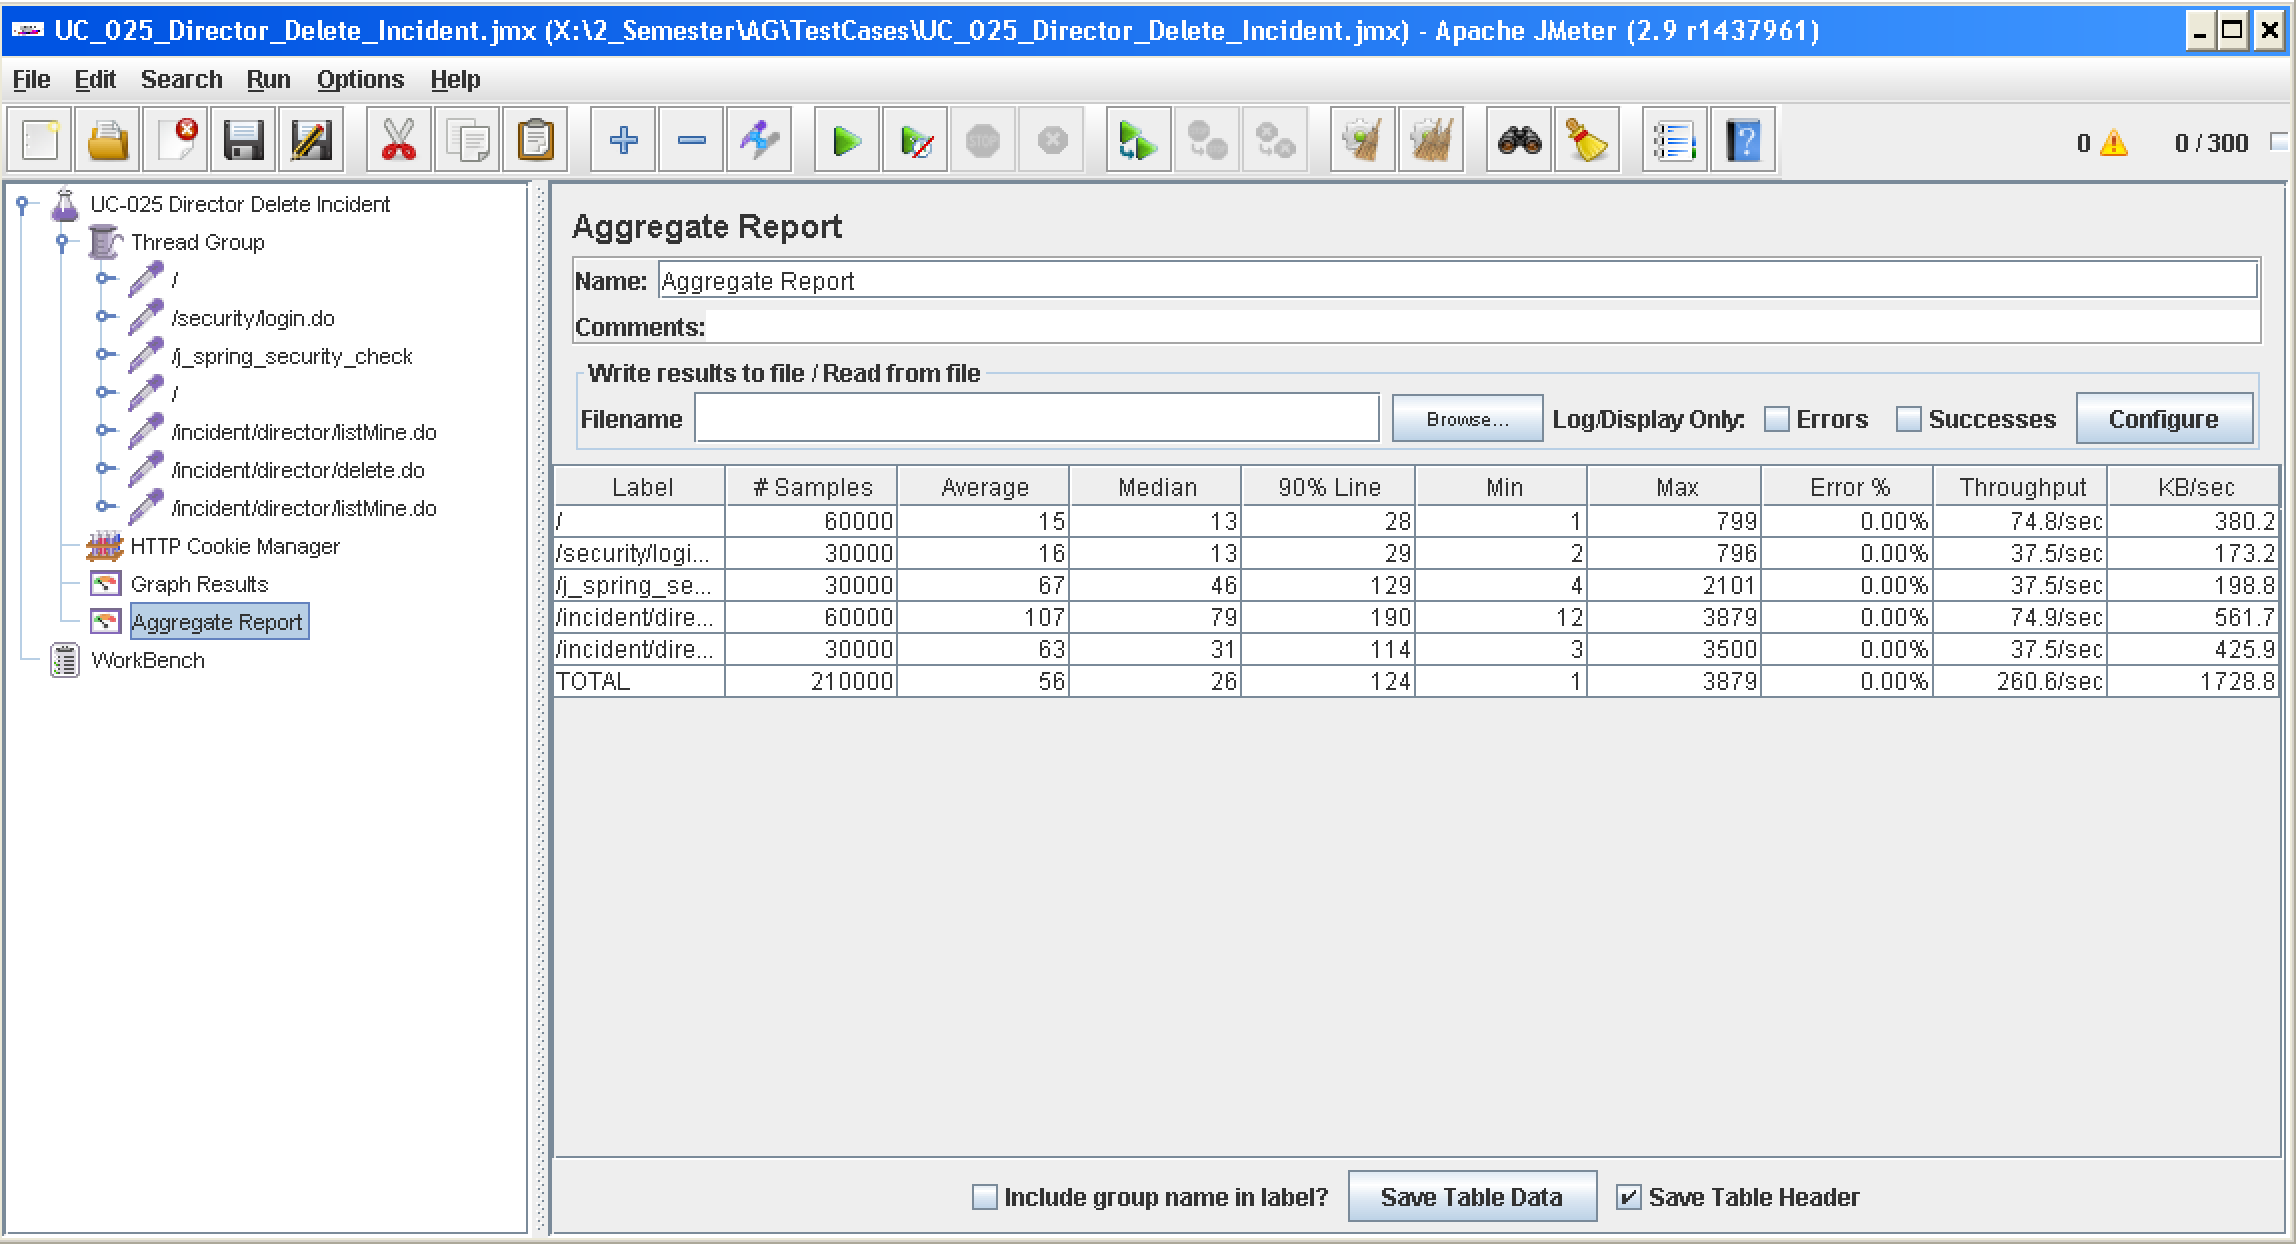 UC_025_Director_Delete_Incident.jmx (X:\2_Semester\AG\TestCases\UC_025_Director_Delete_Incident.jmx) - Apache JMeter (2.9 r1437961)
File Edit Search Run Options Help
STOP 0 0 / 300
UC-025 Director Delete Incident
Thread Group
/
/security/login.do
/j_spring_security_check
/
/incident/director/listMine.do
/incident/director/delete.do
/incident/director/listMine.do
HTTP Cookie Manager
Graph Results
Aggregate Report
WorkBench
Aggregate Report
Name: Aggregate Report
Comments:
Write results to file / Read from file
Filename Browse... Log/Display Only: Errors Successes Configure
Label # Samples Average Median 90% Line Min Max Error % Throughput KB/sec
/ 60000 15 13 28 1 799 0.00% 74.8/sec 380.2
/security/logi... 30000 16 13 29 2 796 0.00% 37.5/sec 173.2
/j_spring_se... 30000 67 46 129 4 2101 0.00% 37.5/sec 198.8
/incident/dire... 60000 107 79 190 12 3879 0.00% 74.9/sec 561.7
/incident/dire... 30000 63 31 114 3 3500 0.00% 37.5/sec 425.9
TOTAL 210000 56 26 124 1 3879 0.00% 260.6/sec 1728.8
Include group name in label? Save Table Data Save Table Header